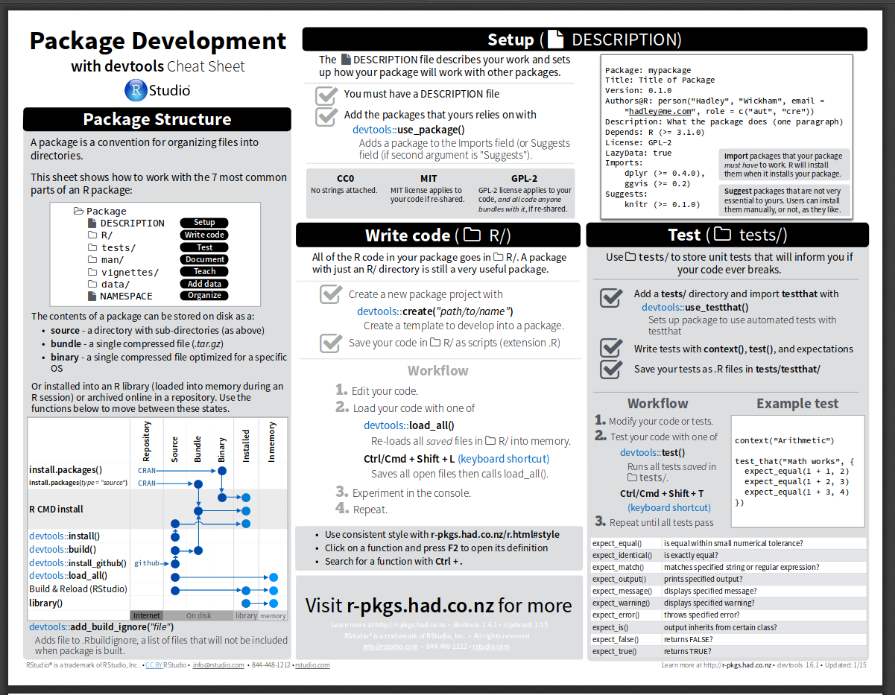 Package Development
with devtools Cheat Sheet
R Studio
Package Structure
A package is a convention for organizing files into
directories.
This sheet shows how to work with the 7 most common
parts of an R package:
Package
DESCRIPTION Setup
R/ Write code
tests/ Test
man/ Document
vignettes/ Teach
data/ Add data
NAMESPACE Organize
The contents of a package can be stored on disk as a:
• source - a directory with sub-directories (as above)
• bundle - a single compressed file (.tar.gz)
• binary - a single compressed file optimized for a specific
OS
Or installed into an R library (loaded into memory during an
R session) or archived online in a repository. Use the
functions below to move between these states.
Repository Source Bundle Binary Installed In memory
install.packages() CRAN
install.packages(type = "source") CRAN
R CMD install
devtools::install()
devtools::build()
devtools::install_github() github
devtools::load_all()
Build & Reload (RStudio)
library()
Internet On disk library memory
devtools::add_build_ignore("file")
Adds file to .Rbuildignore, a list of files that will not be included
when package is built.
Setup ( DESCRIPTION)
The DESCRIPTION file describes your work and sets
up how your package will work with other packages.
You must have a DESCRIPTION file
Add the packages that yours relies on with
devtools::use_package()
Adds a package to the Imports field (or Suggests
field (if second argument is "Suggests").
CC0
No strings attached.
MIT
MIT license applies to
your code if re-shared.
GPL-2
GPL-2 license applies to your
code, and all code anyone
bundles with it, if re-shared.
Package: mypackage
Title: Title of Package
Version: 0.1.0
Authors@R: person("Hadley", "Wickham", email =
"hadley@me.com", role = c("aut", "cre"))
Description: What the package does (one paragraph)
Depends: R (>= 3.1.0)
License: GPL-2
LazyData: true
Imports:
dplyr (>= 0.4.0),
ggvis (>= 0.2)
Suggests:
knitr (>= 0.1.0)
Import packages that your package
must have to work. R will install
them when it installs your package.
Suggest packages that are not very
essential to yours. Users can install
them manually, or not, as they like.
Write code ( R/)
All of the R code in your package goes in R/. A package
with just an R/ directory is still a very useful package.
Create a new package project with
devtools::create("path/to/name")
Create a template to develop into a package.
Save your code in R/ as scripts (extension .R)
Workflow
1. Edit your code.
2. Load your code with one of
devtools::load_all()
Re-loads all saved files in R/ into memory.
Ctrl/Cmd + Shift + L (keyboard shortcut)
Saves all open files then calls load_all().
3. Experiment in the console.
4. Repeat.
• Use consistent style with r-pkgs.had.co.nz/r.html#style
• Click on a function and press F2 to open its definition
• Search for a function with Ctrl + .
Visit r-pkgs.had.co.nz for more
Learn more at http://r-pkgs.had.co.nz • devtools 1.6.1 • Updated: 1/15
RStudio® is a trademark of RStudio, Inc. • All rights reserved
info@rstudio.com • 844-448-1212 • rstudio.com
Test ( tests/)
Use tests/ to store unit tests that will inform you if
your code ever breaks.
Add a tests/ directory and import testthat with
devtools::use_testthat()
Sets up package to use automated tests with
testthat
Write tests with context(), test(), and expectations
Save your tests as .R files in tests/testthat/
Workflow
1. Modify your code or tests.
2. Test your code with one of
devtools::test()
Runs all tests saved in
tests/.
Ctrl/Cmd + Shift + T
(keyboard shortcut)
3. Repeat until all tests pass
Example test
context("Arithmetic")
test_that("Math works", {
expect_equal(1 + 1, 2)
expect_equal(1 + 2, 3)
expect_equal(1 + 3, 4)
})
expect_equal() is equal within small numerical tolerance?
expect_identical() is exactly equal?
expect_match() matches specified string or regular expression?
expect_output() prints specified output?
expect_message() displays specified message?
expect_warning() displays specified warning?
expect_error() throws specified error?
expect_is() output inherits from certain class?
expect_false() returns FALSE?
expect_true() returns TRUE?
RStudio® is a trademark of RStudio, Inc. • CC BY RStudio • info@rstudio.com • 844-448-1212 • rstudio.com
Learn more at http://r-pkgs.had.co.nz • devtools 1.6.1 • Updated: 1/15